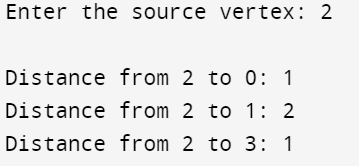 Enter the source vertex: 2
Distance from 2 to 0: 1
Distance from 2 to 1: 2
Distance from 2 to 3: 1